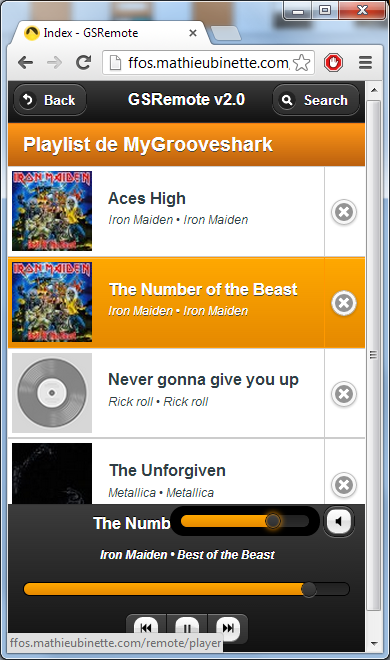 Index - GSRemote
ffos.mathieubinette.com
Back
GSRemote v2.0
Search
Playlist de MyGrooveshark
IRON MAIDEN
Aces High
Iron Maiden • Iron Maiden
IRON MAIDEN
The Number of the Beast
Iron Maiden • Iron Maiden
Never gonna give you up
Rick roll • Rick roll
The Unforgiven
Metallica • Metallica
The Numb
Iron Maiden • Best of the Beast
ffos.mathieubinette.com/remote/player